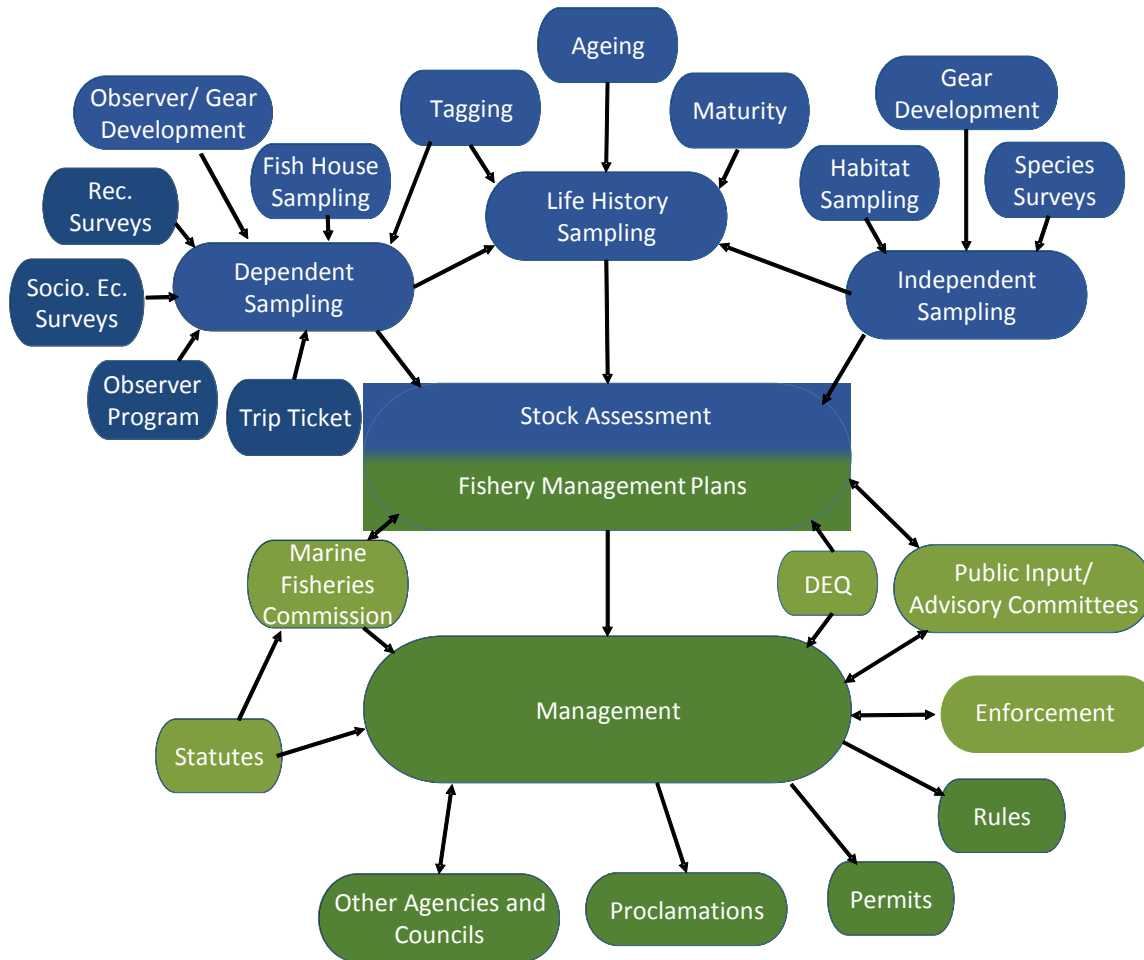 Ageing
Observer/ Gear
Development
Tagging
Maturity
Gear
Development
Fish House
Sampling
Rec.
Surveys
Life History
Sampling
Habitat
Sampling
Species
Surveys
Socio. Ec.
Surveys
Dependent
Sampling
Independent
Sampling
Observer
Program
Trip Ticket
Stock Assessment
Fishery Management Plans
Marine
Fisheries
Commission
DEQ
Public Input/
Advisory Committees
Management
Enforcement
Statutes
Rules
Other Agencies and
Councils
Proclamations
Permits